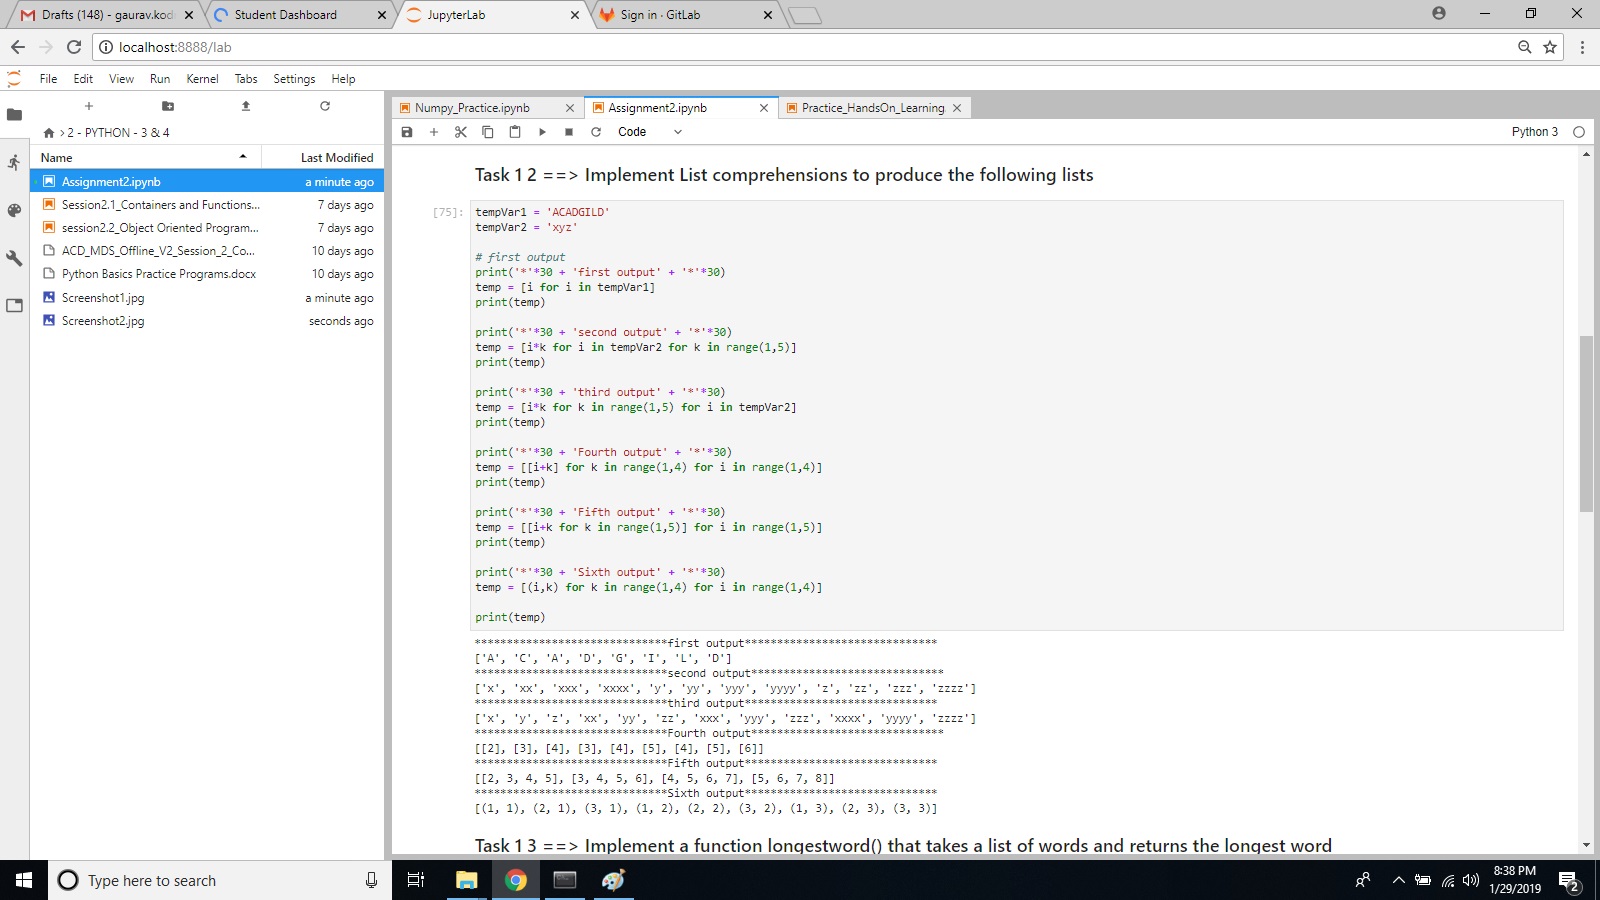 Drafts (148) - gaurav.kod
Student Dashboard
JupyterLab
Sign in · GitLab
localhost:8888/lab
File Edit View Run Kernel Tabs Settings Help
> 2 - PYTHON - 3 & 4
Name Last Modified
Assignment2.ipynb a minute ago
Session2.1_Containers and Functions... 7 days ago
session2.2_Object Oriented Program... 7 days ago
ACD_MDS_Offline_V2_Session_2_Co... 10 days ago
Python Basics Practice Programs.docx 10 days ago
Screenshot1.jpg a minute ago
Screenshot2.jpg seconds ago
Numpy_Practice.ipynb
Assignment2.ipynb
Practice_HandsOn_Learning.
Code
Python 3
Task 1 2 ==> Implement List comprehensions to produce the following lists
[75]:
tempVar1 = 'ACADGILD'
tempVar2 = 'xyz'
# first output
print('*'*30 + 'first output' + '*'*30)
temp = [i for i in tempVar1]
print(temp)
print('*'*30 + 'second output' + '*'*30)
temp = [i*k for i in tempVar2 for k in range(1,5)]
print(temp)
print('*'*30 + 'third output' + '*'*30)
temp = [i*k for k in range(1,5) for i in tempVar2]
print(temp)
print('*'*30 + 'Fourth output' + '*'*30)
temp = [[i+k] for k in range(1,4) for i in range(1,4)]
print(temp)
print('*'*30 + 'Fifth output' + '*'*30)
temp = [[i+k for k in range(1,5)] for i in range(1,5)]
print(temp)
print('*'*30 + 'Sixth output' + '*'*30)
temp = [(i,k) for k in range(1,4) for i in range(1,4)]
print(temp)
******************************first output******************************
['A', 'C', 'A', 'D', 'G', 'I', 'L', 'D']
******************************second output******************************
['x', 'xx', 'xxx', 'xxxx', 'y', 'yy', 'yyy', 'yyyy', 'z', 'zz', 'zzz', 'zzzz']
******************************third output******************************
['x', 'y', 'z', 'xx', 'yy', 'zz', 'xxx', 'yyy', 'zzz', 'xxxx', 'yyyy', 'zzzz']
******************************Fourth output******************************
[[2], [3], [4], [3], [4], [5], [4], [5], [6]]
******************************Fifth output******************************
[[2, 3, 4, 5], [3, 4, 5, 6], [4, 5, 6, 7], [5, 6, 7, 8]]
******************************Sixth output******************************
[(1, 1), (2, 1), (3, 1), (1, 2), (2, 2), (3, 2), (1, 3), (2, 3), (3, 3)]
Task 1 3 ==> Implement a function longestword() that takes a list of words and returns the longest word
Type here to search
8:38 PM
1/29/2019
2